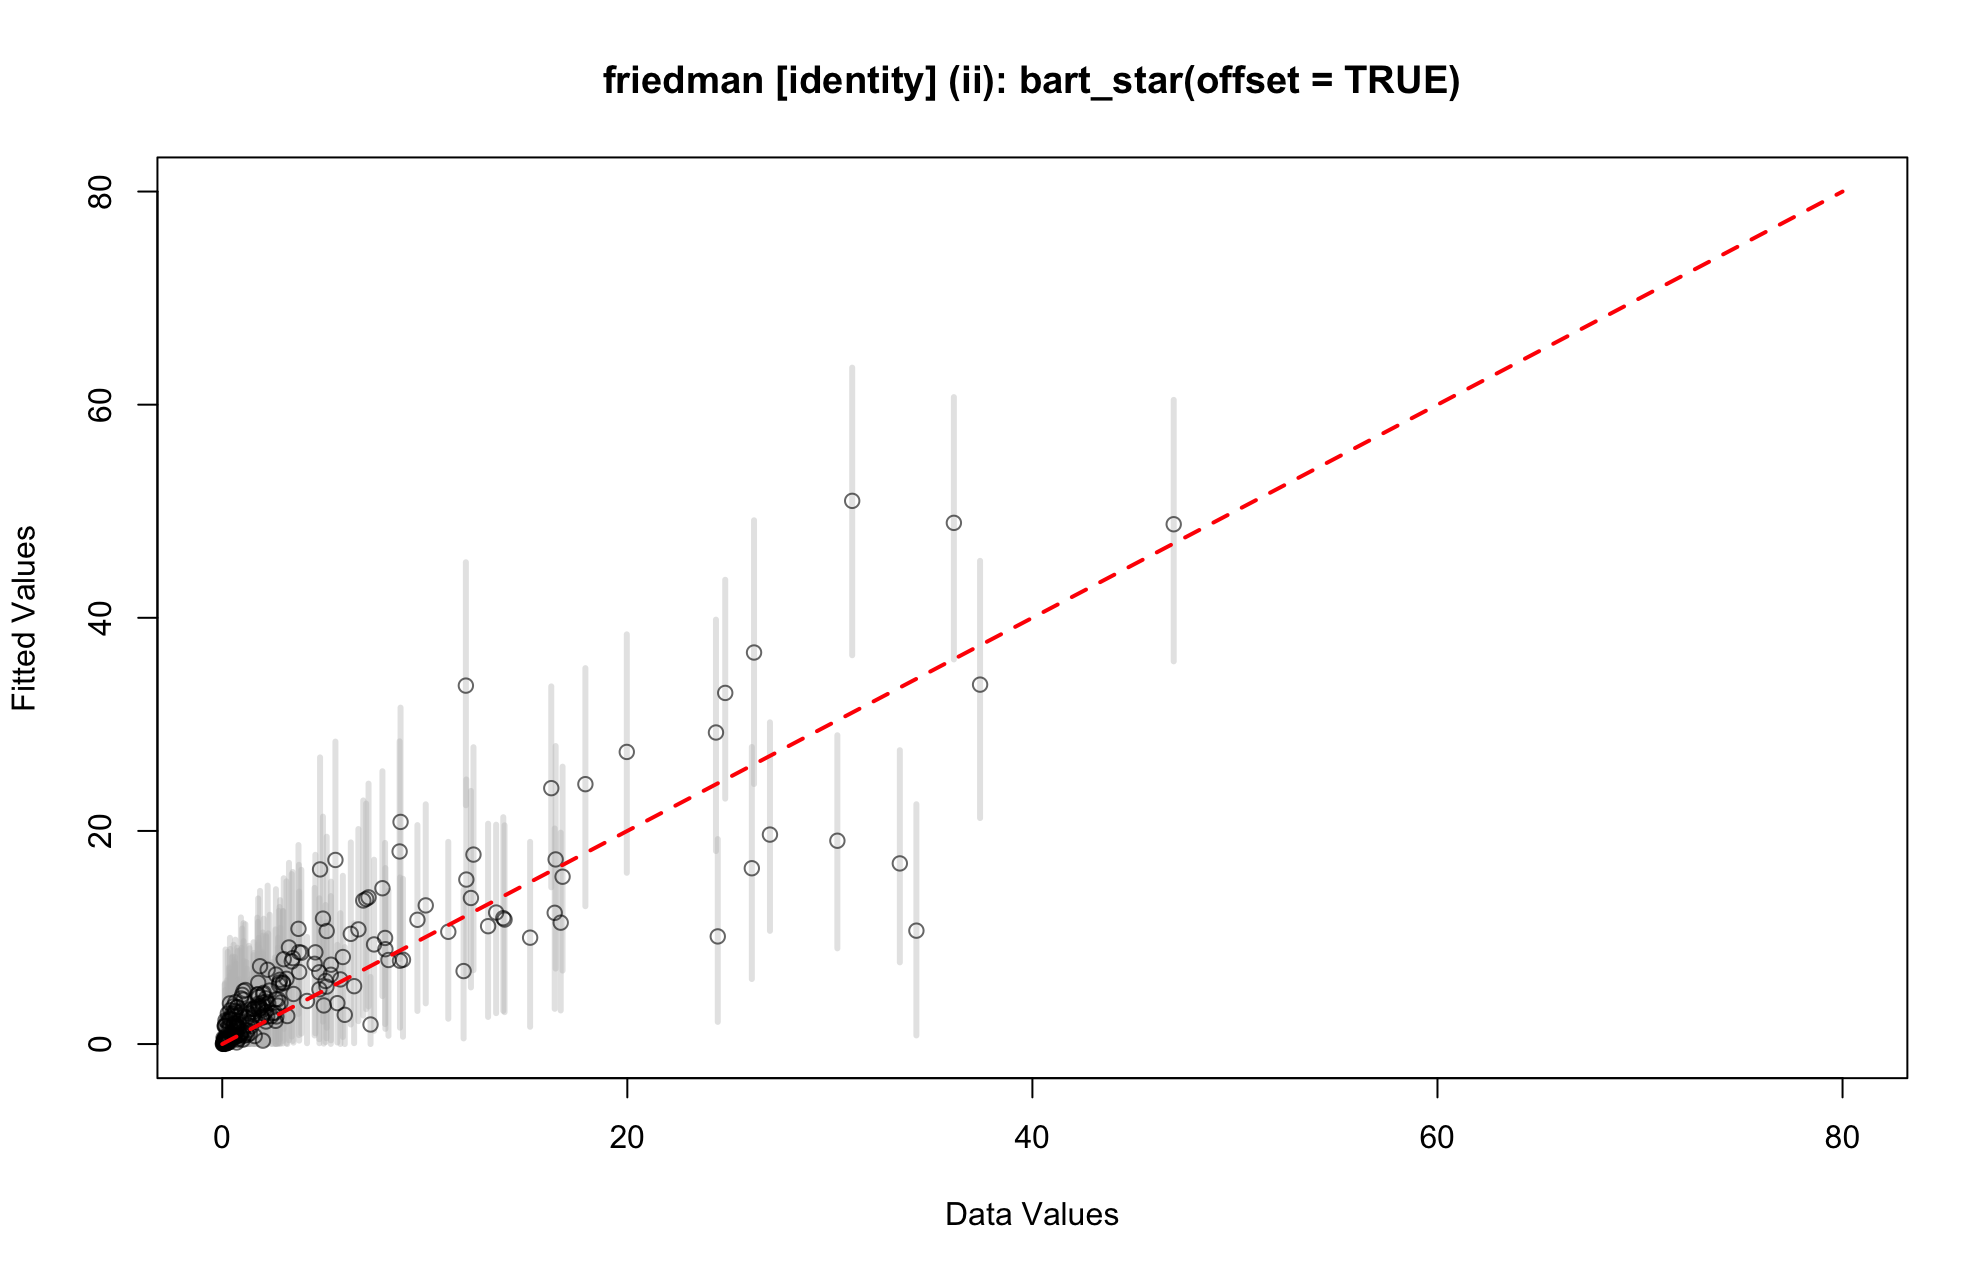 friedman [identity] (ii): bart_star(offset = TRUE)
80
60
40
20
0
Fitted Values
0 20 40 60 80
Data Values